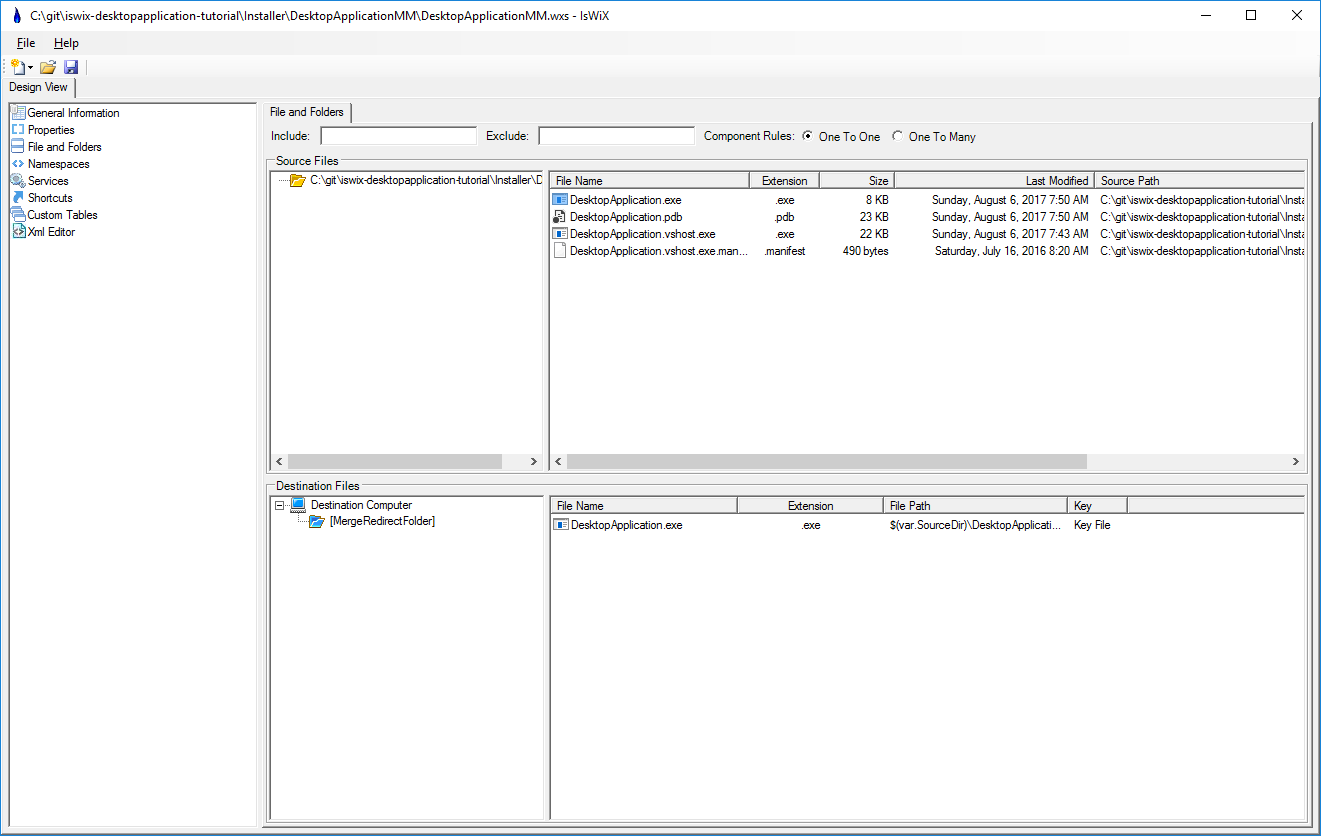 C:\git\iswix-desktopapplication-tutorial\Installer\DesktopApplicationMM\DesktopApplicationMM.wxs - IsWiX
File Help
Design View
General Information
Properties
File and Folders
Namespaces
Services
Shortcuts
Custom Tables
Xml Editor
File and Folders
Include: Exclude: Component Rules: One To One One To Many
Source Files
C:\git\iswix-desktopapplication-tutorial\Installer\D
File Name Extension Size Last Modified Source Path
DesktopApplication.exe .exe 8 KB Sunday, August 6, 2017 7:50 AM C:\git\iswix-desktopapplication-tutorial\Insta
DesktopApplication.pdb .pdb 23 KB Sunday, August 6, 2017 7:50 AM C:\git\iswix-desktopapplication-tutorial\Insta
DesktopApplication.vshost.exe .exe 22 KB Sunday, August 6, 2017 7:43 AM C:\git\iswix-desktopapplication-tutorial\Insta
DesktopApplication.vshost.exe.man... .manifest 490 bytes Saturday, July 16, 2016 8:20 AM C:\git\iswix-desktopapplication-tutorial\Insta
Destination Files
Destination Computer
[MergeRedirectFolder]
File Name Extension File Path Key
DesktopApplication.exe .exe $(var.SourceDir)\DesktopApplicati... Key File